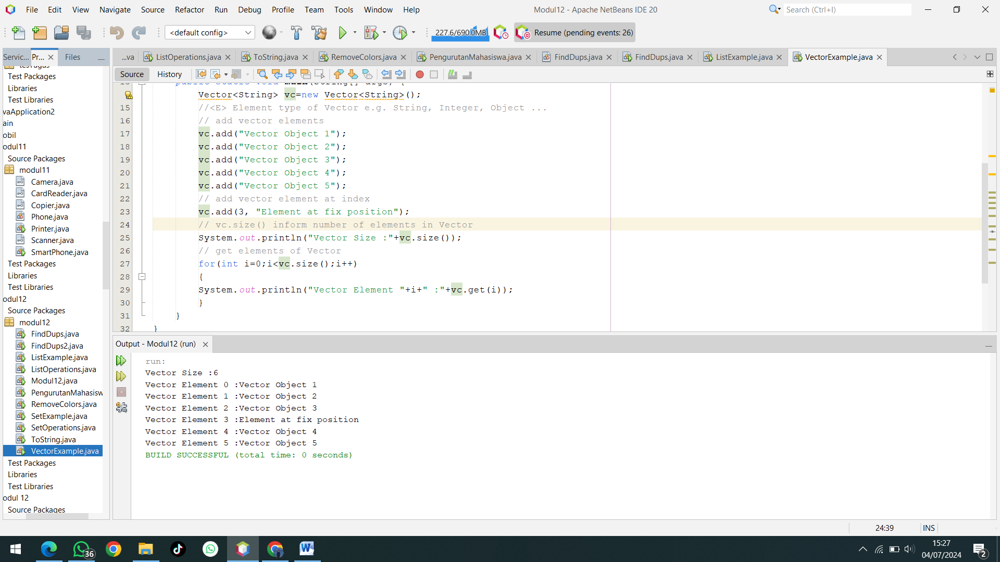 File Edit View Navigate Source Refactor Run Debug Profile Team Tools Window Help
Modul12 - Apache NetBeans IDE 20
Search (Ctrl+I)
<default config>
227.6/690.0MB
Resume (pending events: 26)
Servic... Pr... Files
...va ListOperations.java ToString.java RemoveColors.java PengurutanMahasiswa.java FindDups.java FindDups.java ListExample.java VectorExample.java
Source History
Test Packages
Libraries
Test Libraries
vaApplication2
ain
obil
odul11
Source Packages
modul11
Camera.java
CardReader.java
Copier.java
Phone.java
Printer.java
Scanner.java
SmartPhone.java
Test Packages
Libraries
Test Libraries
odul12
Source Packages
modul12
FindDups.java
FindDups2.java
ListExample.java
ListOperations.java
Modul12.java
PengurutanMahasisw
RemoveColors.java
SetExample.java
SetOperations.java
ToString.java
VectorExample.java
Test Packages
Libraries
Test Libraries
odul 12
Source Packages
public static void main(String[] args) {
Vector<String> vc=new Vector<String>();
15 //<E> Element type of Vector e.g. String, Integer, Object ...
16 // add vector elements
17 vc.add("Vector Object 1");
18 vc.add("Vector Object 2");
19 vc.add("Vector Object 3");
20 vc.add("Vector Object 4");
21 vc.add("Vector Object 5");
22 // add vector element at index
23 vc.add(3, "Element at fix position");
24 // vc.size() inform number of elements in Vector
25 System.out.println("Vector Size :"+vc.size());
26 // get elements of Vector
27 for(int i=0;i<vc.size();i++)
28 {
29 System.out.println("Vector Element "+i+" :"+vc.get(i));
30 }
31 }
32 }
Output - Modul12 (run)
run:
Vector Size :6
Vector Element 0 :Vector Object 1
Vector Element 1 :Vector Object 2
Vector Element 2 :Vector Object 3
Vector Element 3 :Element at fix position
Vector Element 4 :Vector Object 4
Vector Element 5 :Vector Object 5
BUILD SUCCESSFUL (total time: 0 seconds)
24:39 INS
36
15:27
04/07/2024
2